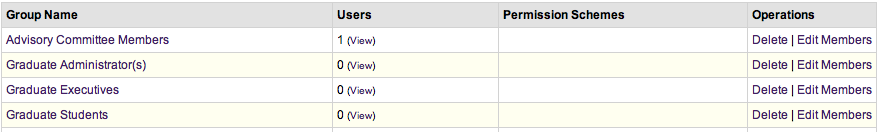 Group Name Users Permission Schemes Operations
Advisory Committee Members 1 (View) Delete | Edit Members
Graduate Administrator(s) 0 (View) Delete | Edit Members
Graduate Executives 0 (View) Delete | Edit Members
Graduate Students 0 (View) Delete | Edit Members